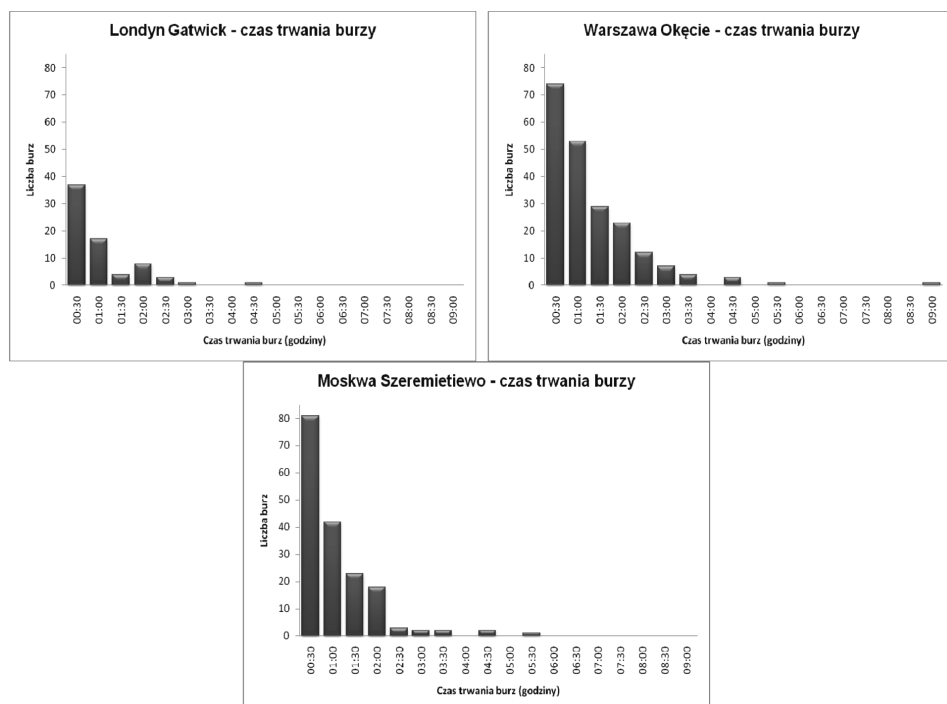 Londyn Gatwick - czas trwania burzy
Liczba burz
80
70
60
50
40
30
20
10
0
00:30 01:00 01:30 02:00 02:30 03:00 03:30 04:00 04:30 05:00 05:30 06:00 06:30 07:00 07:30 08:00 08:30 09:00
Czas trwania burz (godziny)
Warszawa Okęcie - czas trwania burzy
Liczba burz
80
70
60
50
40
30
20
10
0
00:30 01:00 01:30 02:00 02:30 03:00 03:30 04:00 04:30 05:00 05:30 06:00 06:30 07:00 07:30 08:00 08:30 09:00
Czas trwania burz (godziny)
Moskwa Szeremietiewo - czas trwania burzy
Liczba burz
80
70
60
50
40
30
20
10
0
00:30 01:00 01:30 02:00 02:30 03:00 03:30 04:00 04:30 05:00 05:30 06:00 06:30 07:00 07:30 08:00 08:30 09:00
Czas trwania burz (godziny)